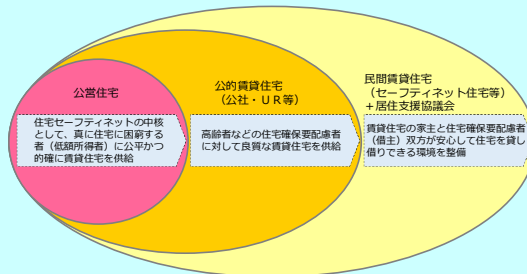 公営住宅
住宅セーフティネットの中核
として、真に住宅に困窮する
者（低額所得者）に公平かつ
的確に賃貸住宅を供給
公的賃貸住宅
（公社・ＵＲ等）
高齢者などの住宅確保要配慮者
に対して良質な賃貸住宅を供給
民間賃貸住宅
（セーフティネット住宅等）
＋居住支援協議会
賃貸住宅の家主と住宅確保要配慮者
（借主）双方が安心して住宅を貸し
借りできる環境を整備